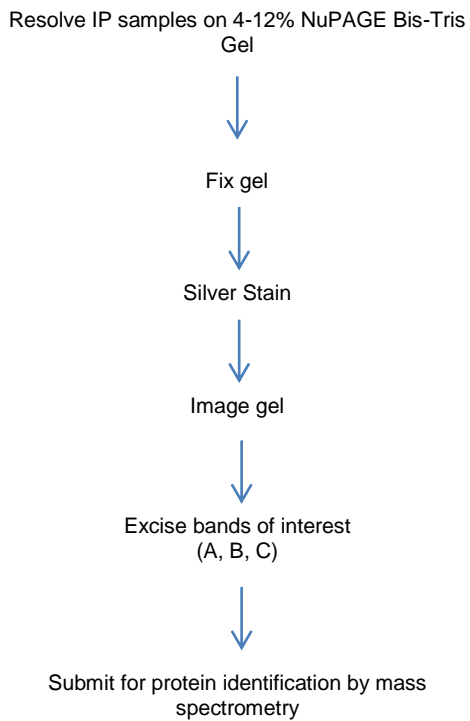 Resolve IP samples on 4-12% NuPAGE Bis-Tris
Gel
Fix gel
Silver Stain
Image gel
Excise bands of interest
(A, B, C)
Submit for protein identification by mass
spectrometry